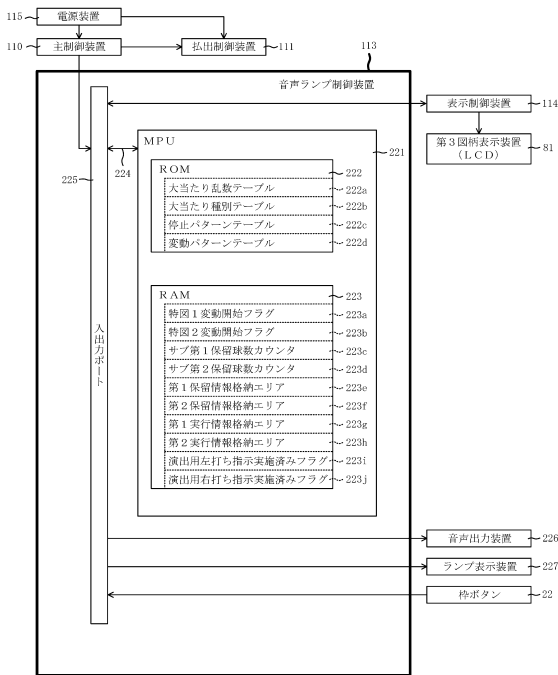 115 電源装置
110 主制御装置
払出制御装置 111
113
音声ランプ制御装置
表示制御装置 114
第3図柄表示装置
(LCD) 81
MPU 221
224
225
入出力ポート
ROM 222
大当たり乱数テーブル 222a
大当たり種別テーブル 222b
停止パターンテーブル 222c
変動パターンテーブル 222d
RAM 223
特図1変動開始フラグ 223a
特図2変動開始フラグ 223b
サブ第1保留球数カウンタ 223c
サブ第2保留球数カウンタ 223d
第1保留情報格納エリア 223e
第2保留情報格納エリア 223f
第1実行情報格納エリア 223g
第2実行情報格納エリア 223h
演出用左打ち指示実施済みフラグ 223i
演出用右打ち指示実施済みフラグ 223j
音声出力装置 226
ランプ表示装置 227
枠ボタン 22